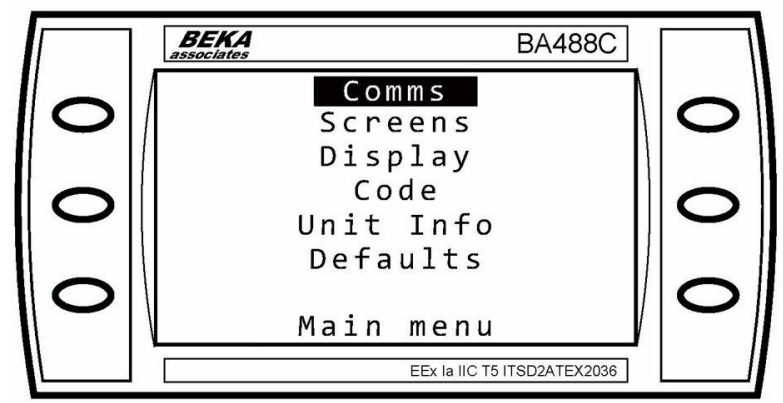 BEKA
associates
BA488C
Comms
Screens
Display
Code
Unit Info
Defaults
Main menu
EEx Ia IIC T5 ITSD2ATEX2036